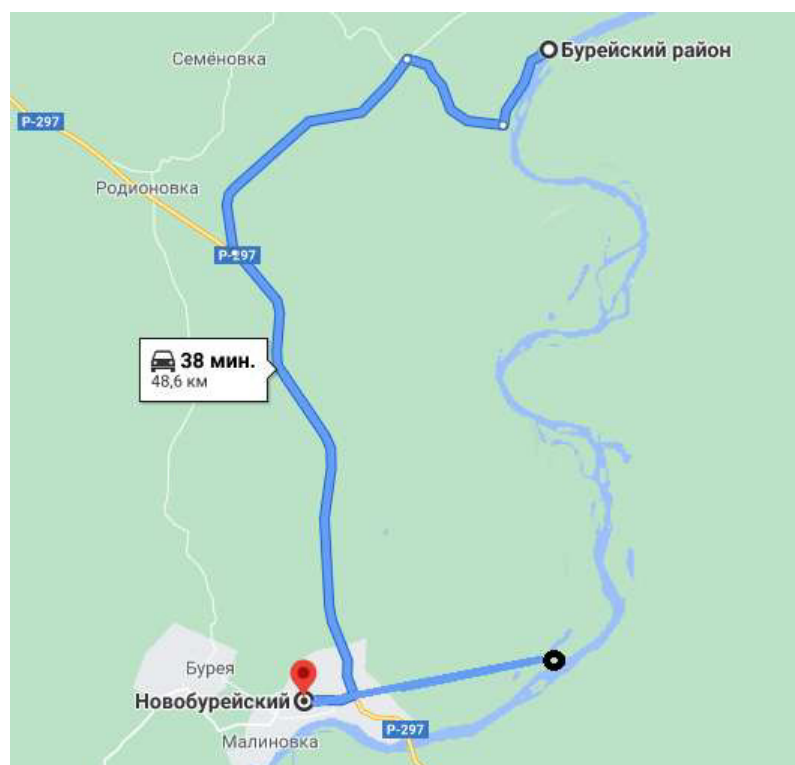 Семёновка
Бурейский район
Р-297
Родионовка
Р-297
38 мин.
48,6 км
Бурея
Новобурейский
Р-297
Малиновка